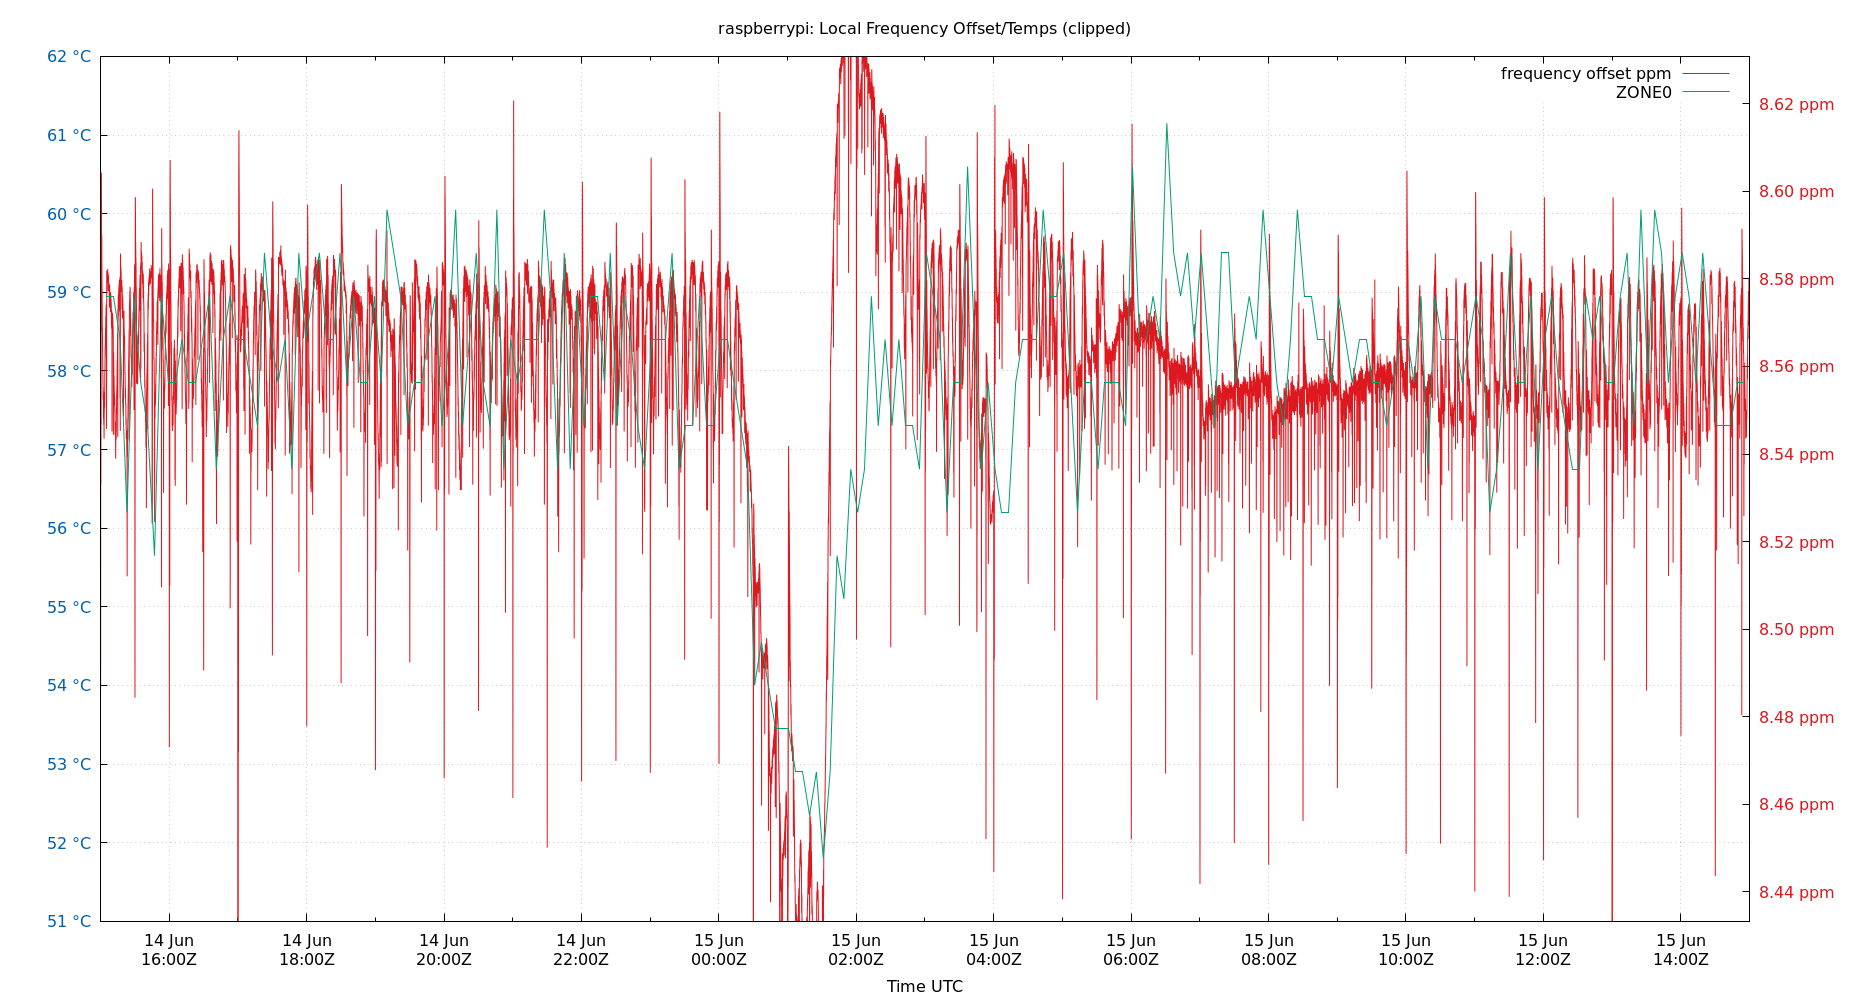 raspberrypi: Local Frequency Offset/Temps (clipped)
frequency offset ppm
ZONE0
62 °C
61 °C
60 °C
59 °C
58 °C
57 °C
56 °C
55 °C
54 °C
53 °C
52 °C
51 °C
8.62 ppm
8.60 ppm
8.58 ppm
8.56 ppm
8.54 ppm
8.52 ppm
8.50 ppm
8.48 ppm
8.46 ppm
8.44 ppm
14 Jun
16:00Z
14 Jun
18:00Z
14 Jun
20:00Z
14 Jun
22:00Z
15 Jun
00:00Z
15 Jun
02:00Z
15 Jun
04:00Z
15 Jun
06:00Z
15 Jun
08:00Z
15 Jun
10:00Z
15 Jun
12:00Z
15 Jun
14:00Z
Time UTC